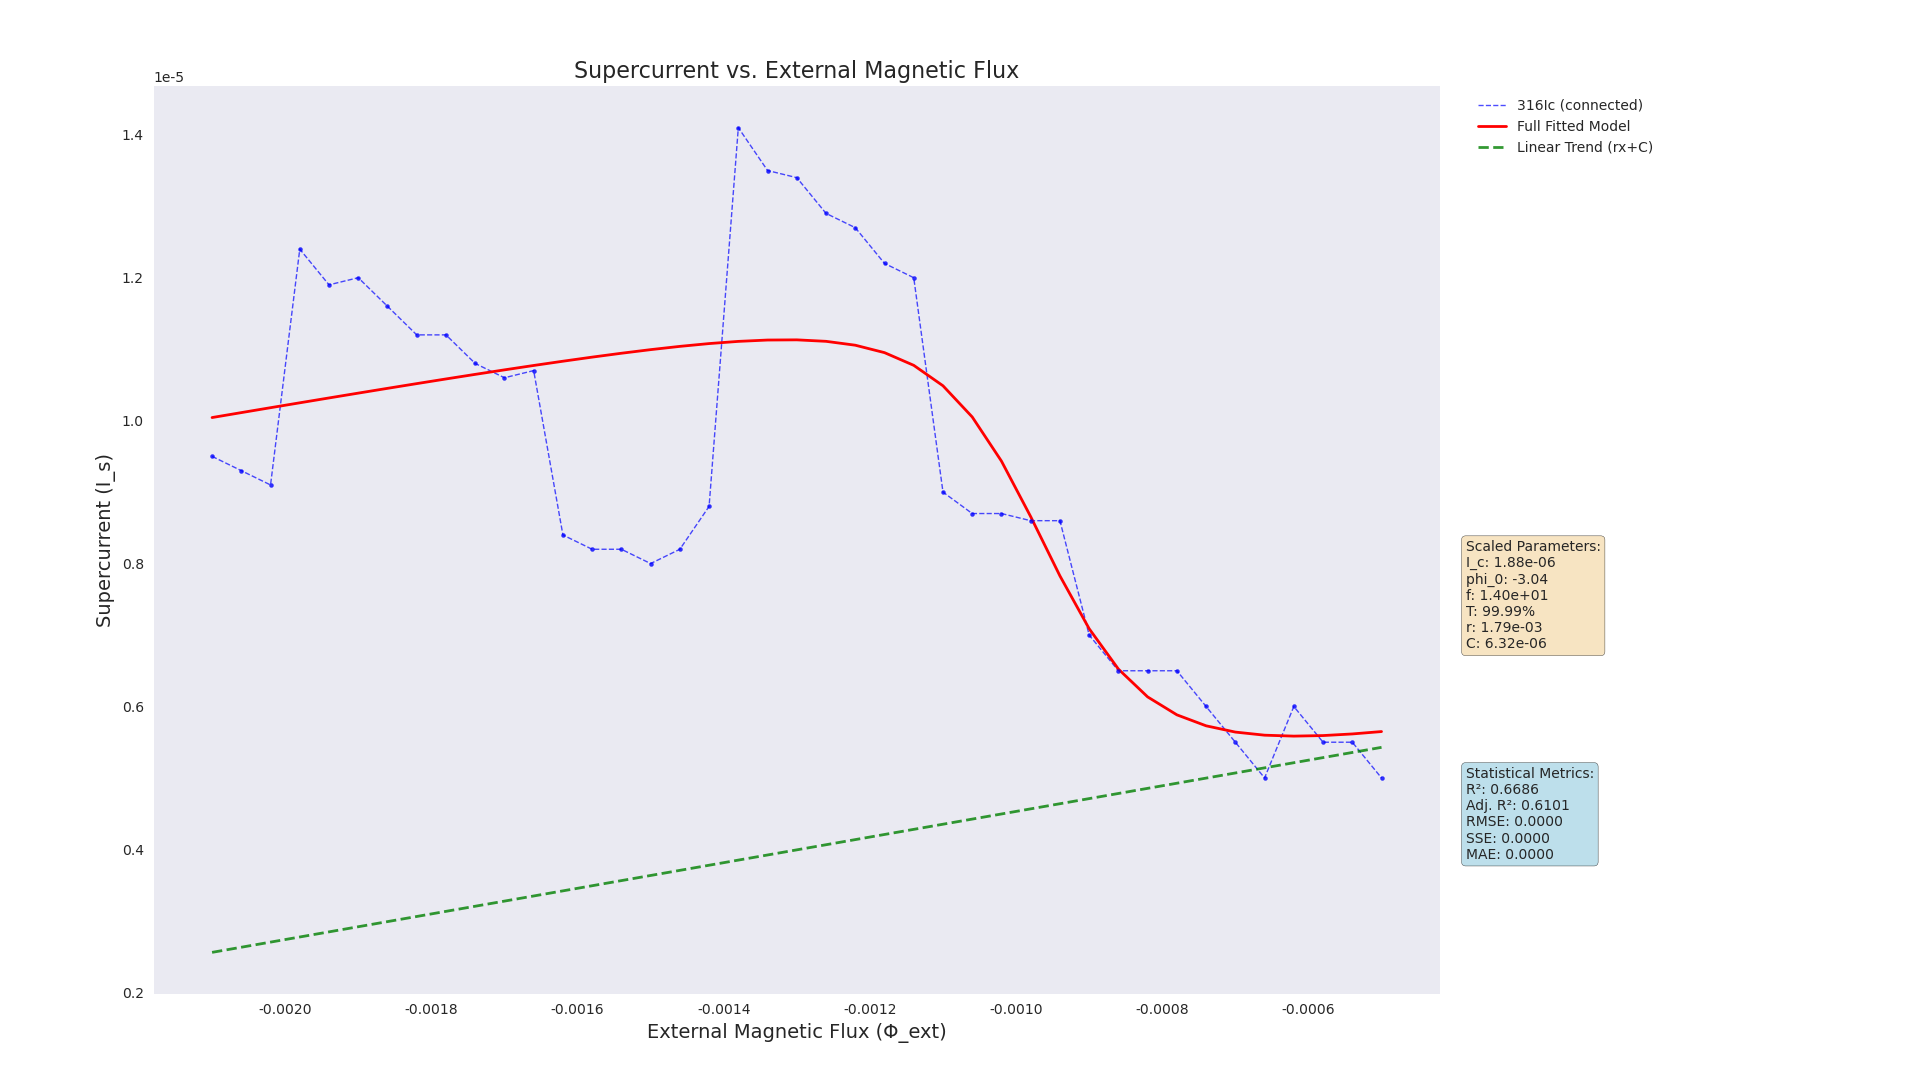 Supercurrent vs. External Magnetic Flux
1e-5
1.4
1.2
1.0
0.8
0.6
0.4
0.2
Supercurrent (I_s)
-0.0020 -0.0018 -0.0016 -0.0014 -0.0012 -0.0010 -0.0008 -0.0006
External Magnetic Flux (Φ_ext)
316Ic (connected)
Full Fitted Model
Linear Trend (rx+C)
Scaled Parameters:
I_c: 1.88e-06
phi_0: -3.04
f: 1.40e+01
T: 99.99%
r: 1.79e-03
C: 6.32e-06
Statistical Metrics:
R²: 0.6686
Adj. R²: 0.6101
RMSE: 0.0000
SSE: 0.0000
MAE: 0.0000